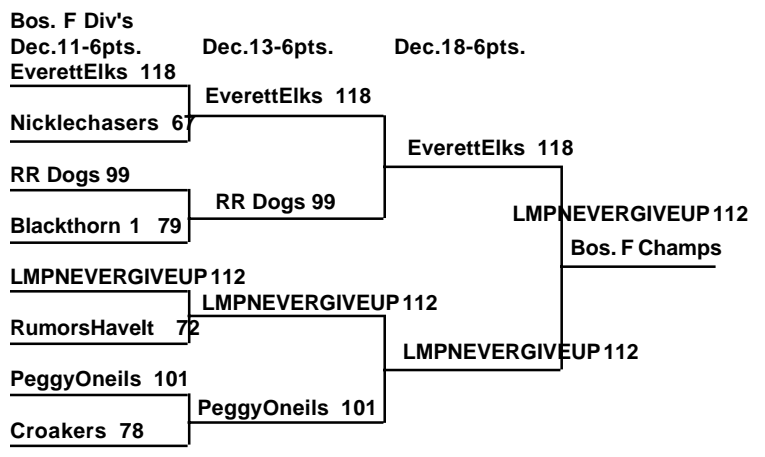 Bos. F Div's
Dec.11-6pts. Dec.13-6pts. Dec.18-6pts.
EverettElks 118
EverettElks 118
Nicklechasers 67
EverettElks 118
RR Dogs 99
RR Dogs 99
LMPNEVERGIVEUP 112
Blackthorn 1 79
Bos. F Champs
LMPNEVERGIVEUP 112
LMPNEVERGIVEUP 112
RumorsHaveIt 72
LMPNEVERGIVEUP 112
PeggyOneils 101
PeggyOneils 101
Croakers 78